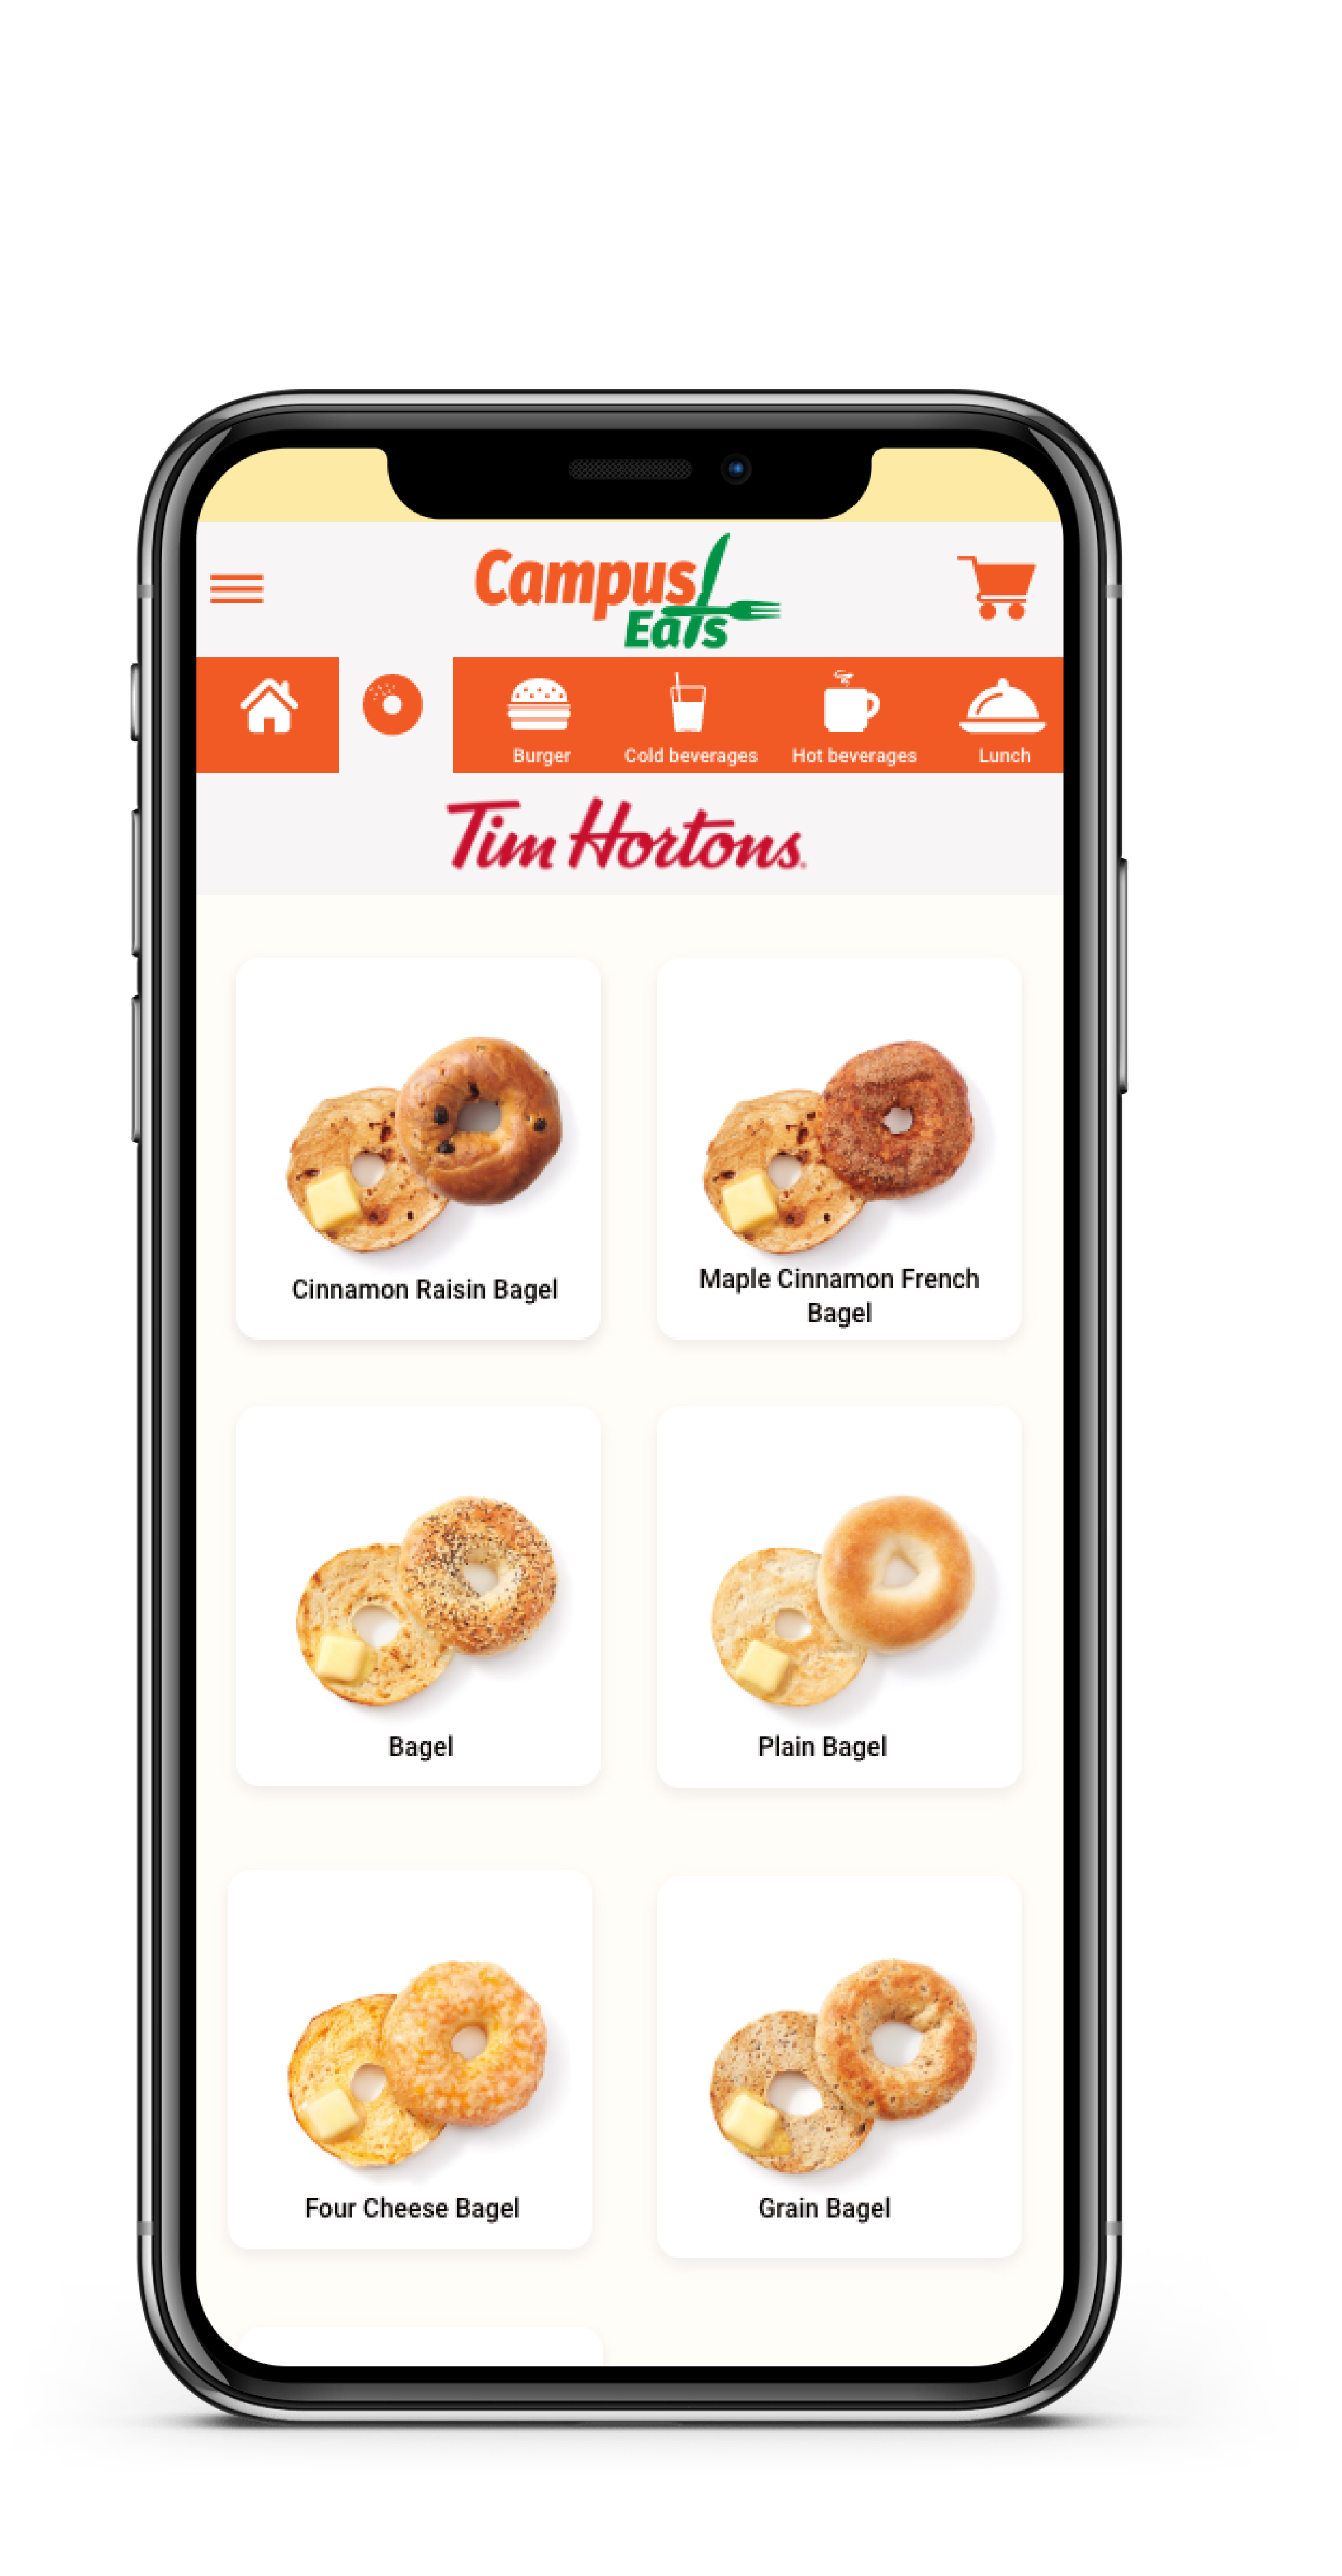 Campus
Eats
Burger
Cold beverages
Hot beverages
Lunch
Tim Hortons
Cinnamon Raisin Bagel
Maple Cinnamon French
Bagel
Bagel
Plain Bagel
Four Cheese Bagel
Grain Bagel